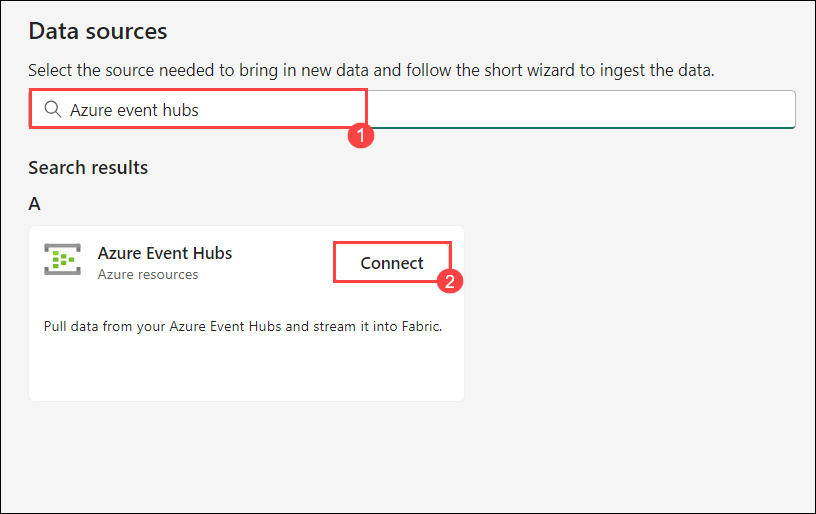 Data sources
Select the source needed to bring in new data and follow the short wizard to ingest the data.
Azure event hubs
1
Search results
A
Azure Event Hubs
Azure resources
Connect
2
Pull data from your Azure Event Hubs and stream it into Fabric.